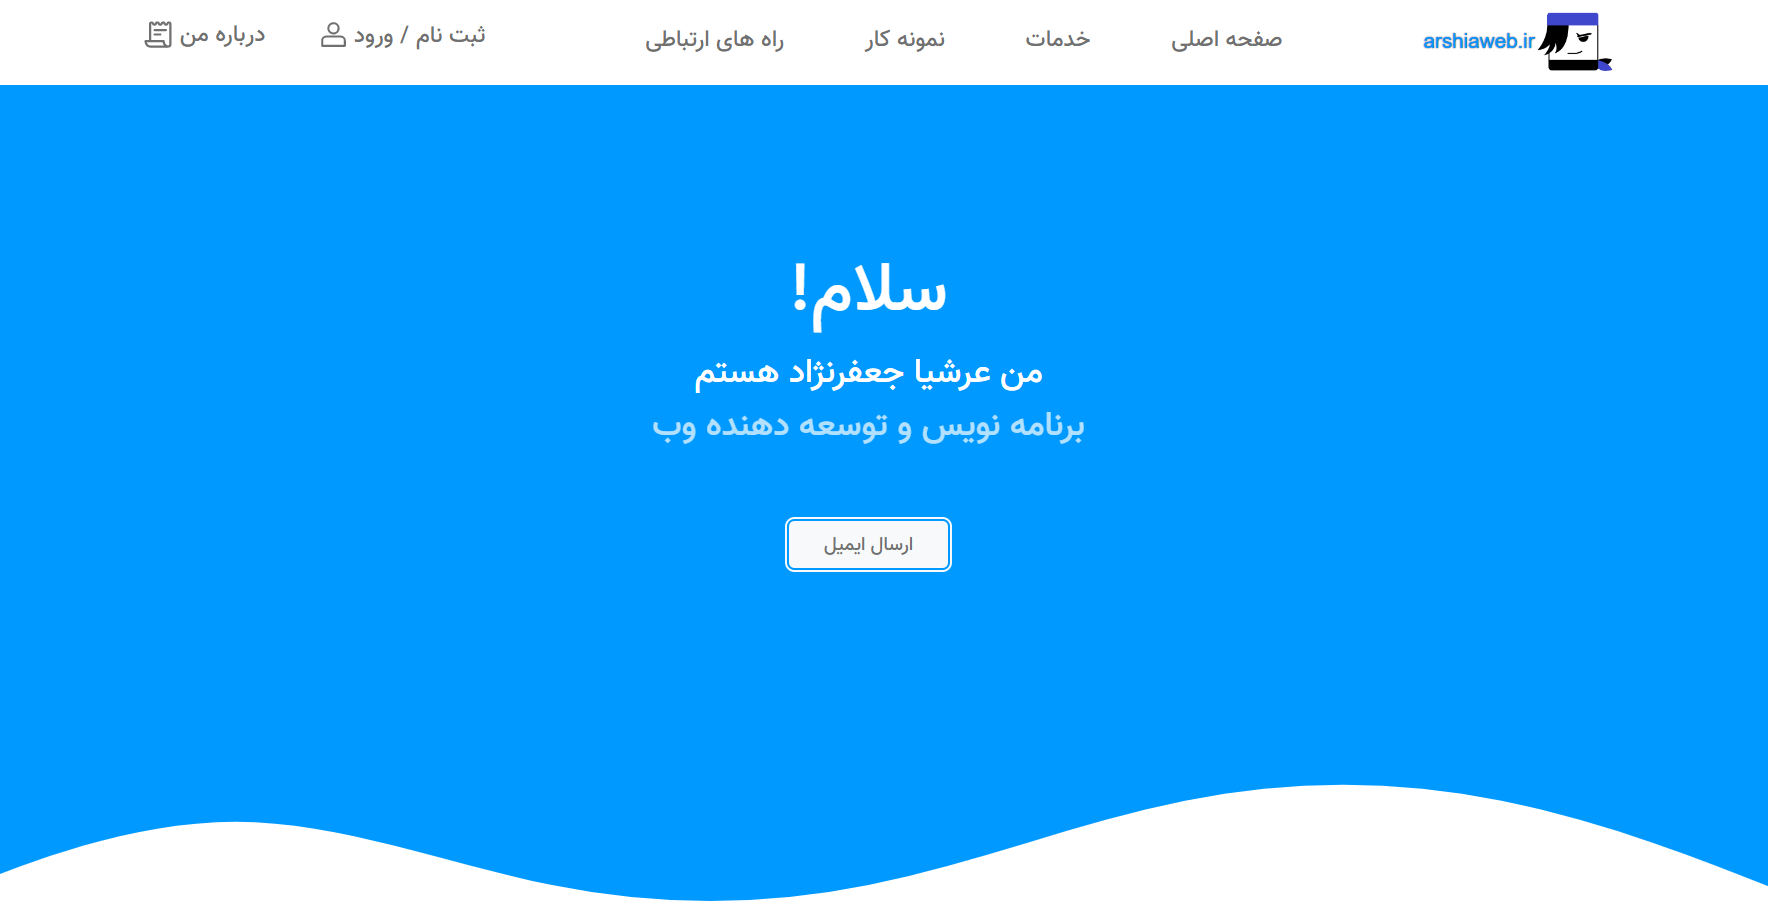 arshiaweb.ir
صفحه اصلی
خدمات
نمونه کار
راه های ارتباطی
ثبت نام / ورود
درباره من
سلام!
من عرشیا جعفرنژاد هستم
برنامه نویس و توسعه دهنده وب
ارسال ایمیل